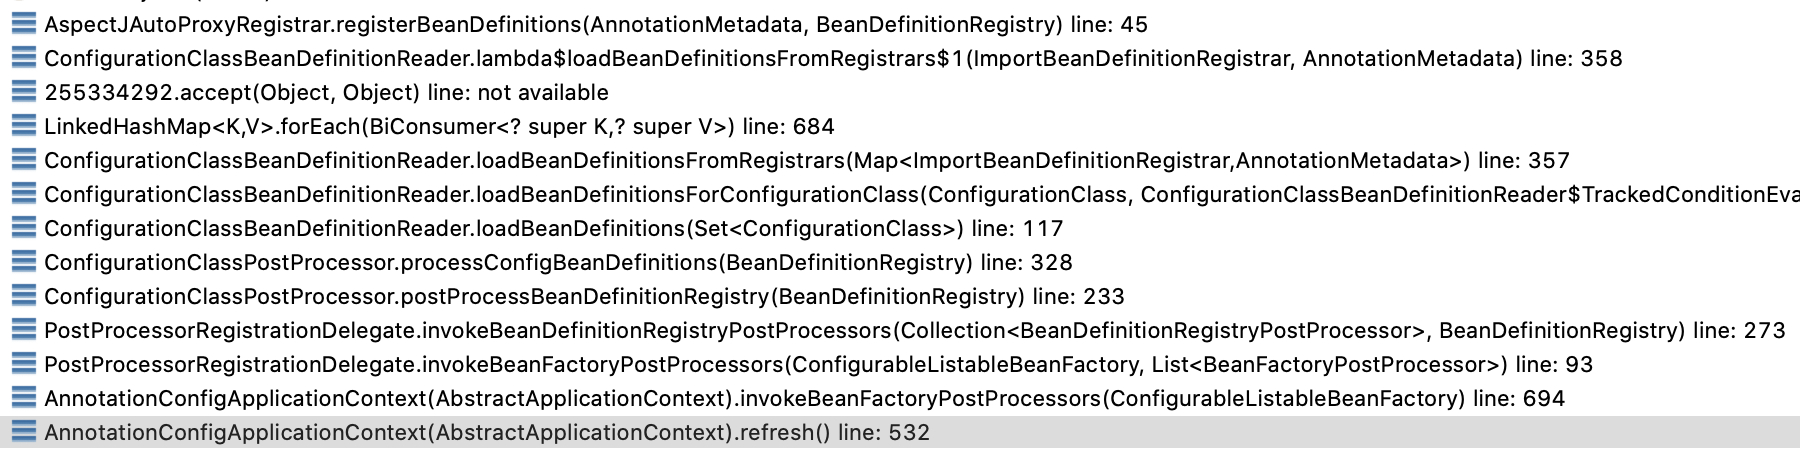 AspectJAutoProxyRegistrar.registerBeanDefinitions(AnnotationMetadata, BeanDefinitionRegistry) line: 45
ConfigurationClassBeanDefinitionReader.lambda$loadBeanDefinitionsFromRegistrars$1(ImportBeanDefinitionRegistrar, AnnotationMetadata) line: 358
255334292.accept(Object, Object) line: not available
LinkedHashMap<K,V>.forEach(BiConsumer<? super K,? super V>) line: 684
ConfigurationClassBeanDefinitionReader.loadBeanDefinitionsFromRegistrars(Map<ImportBeanDefinitionRegistrar,AnnotationMetadata>) line: 357
ConfigurationClassBeanDefinitionReader.loadBeanDefinitionsForConfigurationClass(ConfigurationClass, ConfigurationClassBeanDefinitionReader$TrackedConditionEva
ConfigurationClassBeanDefinitionReader.loadBeanDefinitions(Set<ConfigurationClass>) line: 117
ConfigurationClassPostProcessor.processConfigBeanDefinitions(BeanDefinitionRegistry) line: 328
ConfigurationClassPostProcessor.postProcessBeanDefinitionRegistry(BeanDefinitionRegistry) line: 233
PostProcessorRegistrationDelegate.invokeBeanDefinitionRegistryPostProcessors(Collection<BeanDefinitionRegistryPostProcessor>, BeanDefinitionRegistry) line: 273
PostProcessorRegistrationDelegate.invokeBeanFactoryPostProcessors(ConfigurableListableBeanFactory, List<BeanFactoryPostProcessor>) line: 93
AnnotationConfigApplicationContext(AbstractApplicationContext).invokeBeanFactoryPostProcessors(ConfigurableListableBeanFactory) line: 694
AnnotationConfigApplicationContext(AbstractApplicationContext).refresh() line: 532